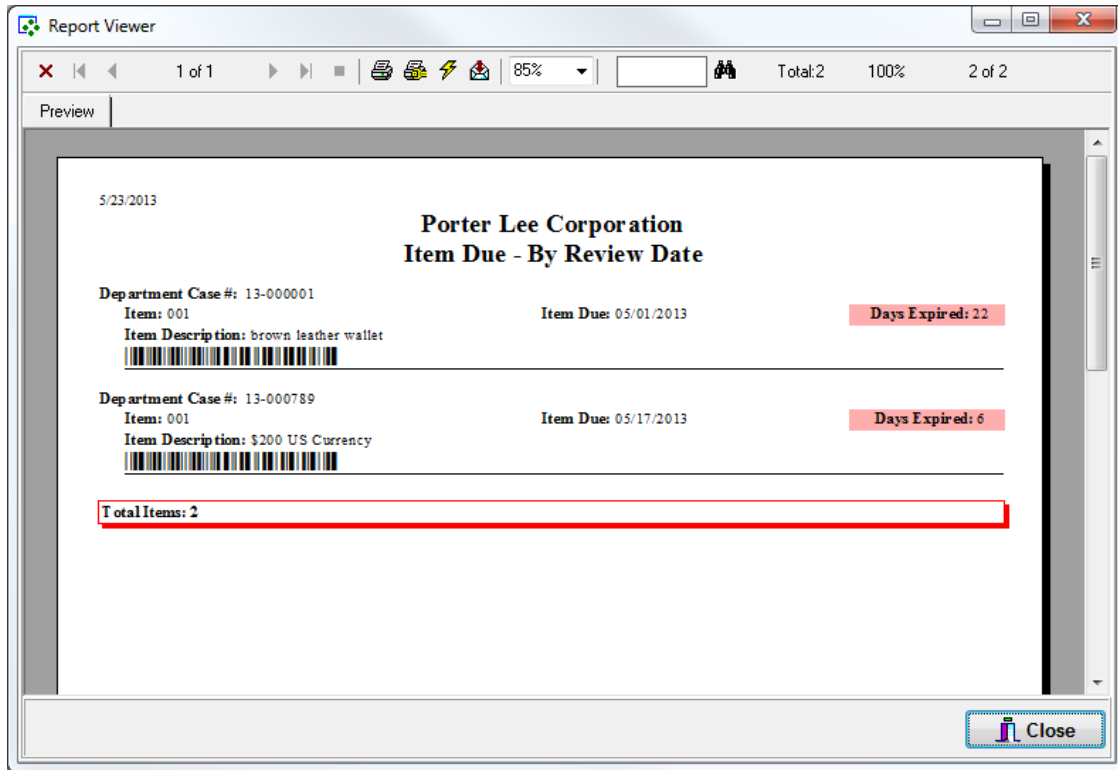 Report Viewer
1 of 1 85% Total:2 100% 2 of 2
Preview
5/23/2013
Porter Lee Corporation
Item Due - By Review Date
Department Case #: 13-000001
Item: 001 Item Due: 05/01/2013 Days Expired: 22
Item Description: brown leather wallet
Department Case #: 13-000789
Item: 001 Item Due: 05/17/2013 Days Expired: 6
Item Description: $200 US Currency
Total Items: 2
Close